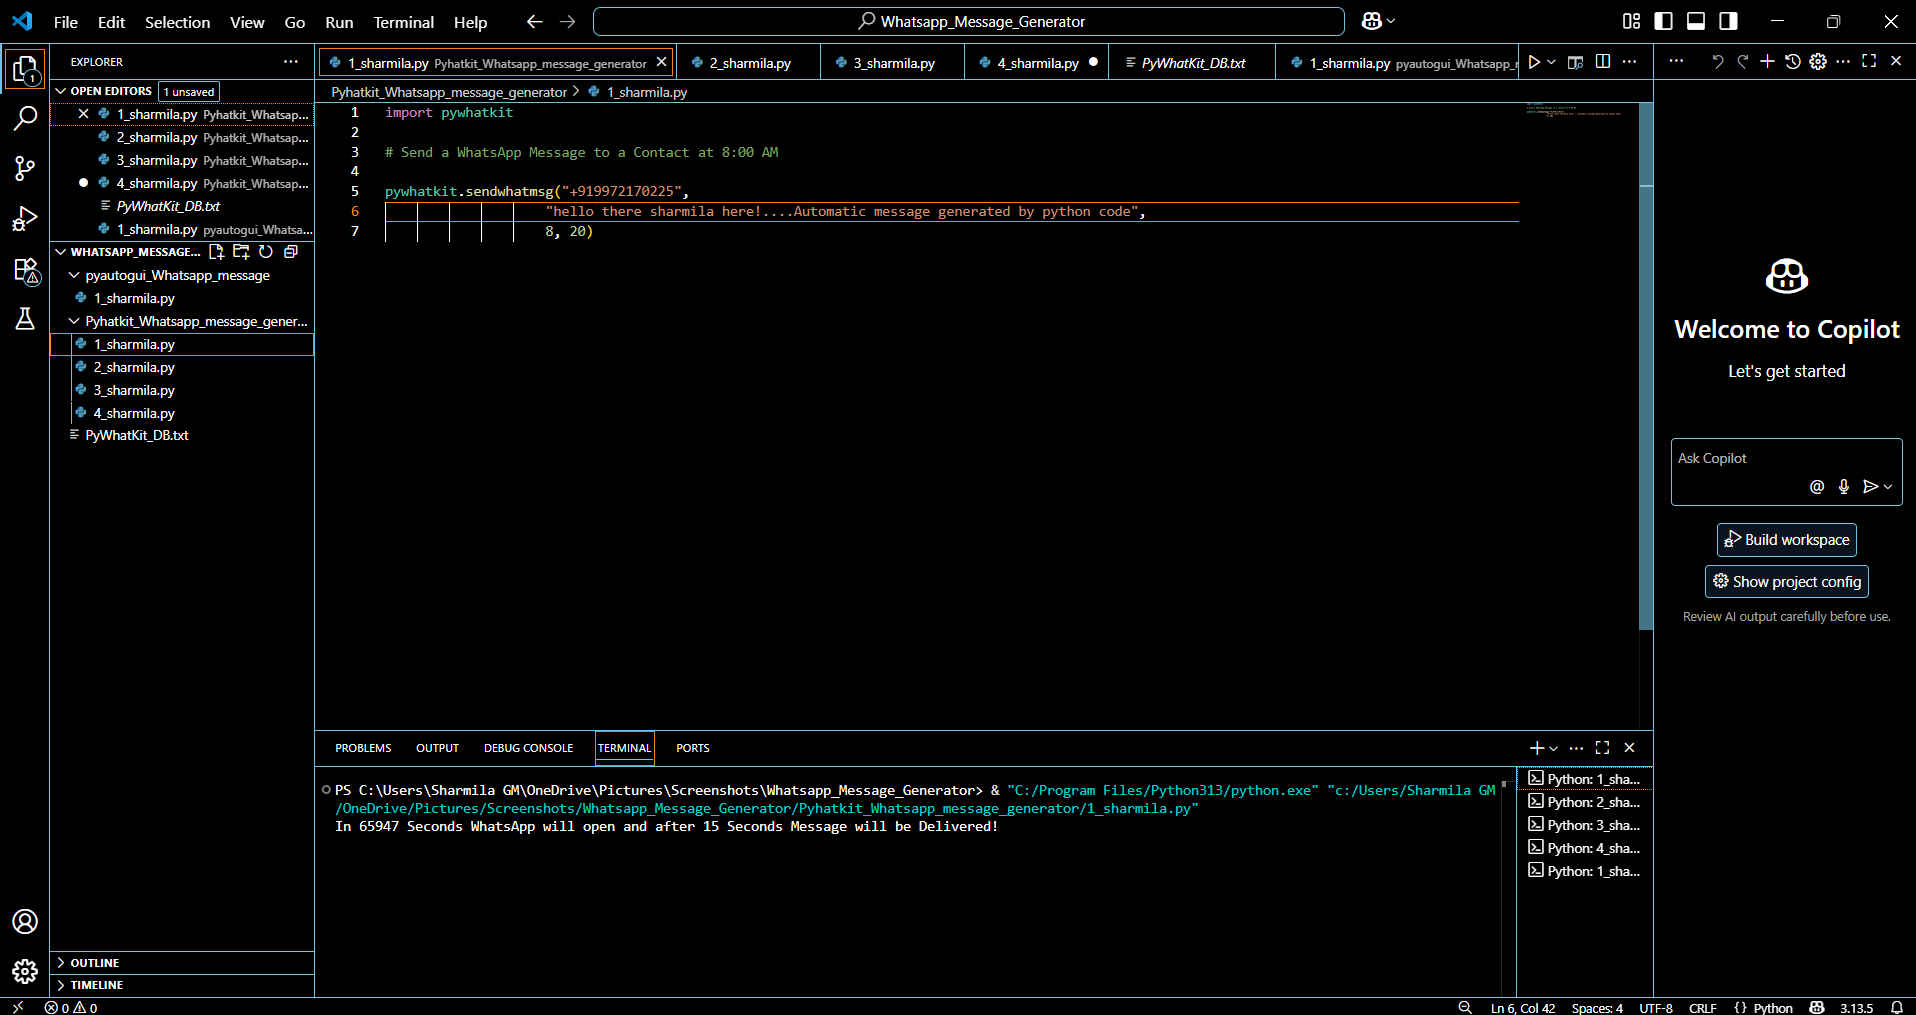 File Edit Selection View Go Run Terminal Help Whatsapp_Message_Generator
EXPLORER
OPEN EDITORS 1 unsaved
1_sharmila.py Pyhatkit_Whatsap...
2_sharmila.py Pyhatkit_Whatsap...
3_sharmila.py Pyhatkit_Whatsap...
4_sharmila.py Pyhatkit_Whatsap...
PyWhatKit_DB.txt
1_sharmila.py pyautogui_Whatsa...
WHATSAPP_MESSAGE...
pyautogui_Whatsapp_message
1_sharmila.py
Pyhatkit_Whatsapp_message_gener...
1_sharmila.py
2_sharmila.py
3_sharmila.py
4_sharmila.py
PyWhatKit_DB.txt
OUTLINE
TIMELINE
1_sharmila.py Pyhatkit_Whatsapp_message_generator 2_sharmila.py 3_sharmila.py 4_sharmila.py PyWhatKit_DB.txt 1_sharmila.py pyautogui_Whatsapp_
Pyhatkit_Whatsapp_message_generator > 1_sharmila.py
1 import pywhatkit
2
3 # Send a WhatsApp Message to a Contact at 8:00 AM
4
5 pywhatkit.sendwhatmsg("+919972170225",
6 "hello there sharmila here!....Automatic message generated by python code",
7 8, 20)
PROBLEMS OUTPUT DEBUG CONSOLE TERMINAL PORTS
PS C:\Users\Sharmila GM\OneDrive\Pictures\Screenshots\Whatsapp_Message_Generator> & "C:/Program Files/Python313/python.exe" "c:/Users/Sharmila GM
/OneDrive/Pictures/Screenshots/Whatsapp_Message_Generator/Pyhatkit_Whatsapp_message_generator/1_sharmila.py"
In 65947 Seconds WhatsApp will open and after 15 Seconds Message will be Delivered!
Python: 1_sha...
Python: 2_sha...
Python: 3_sha...
Python: 4_sha...
Python: 1_sha...
Welcome to Copilot
Let's get started
Ask Copilot
Build workspace
Show project config
Review AI output carefully before use.
0 0 Ln 6, Col 42 Spaces: 4 UTF-8 CRLF {} Python 3.13.5